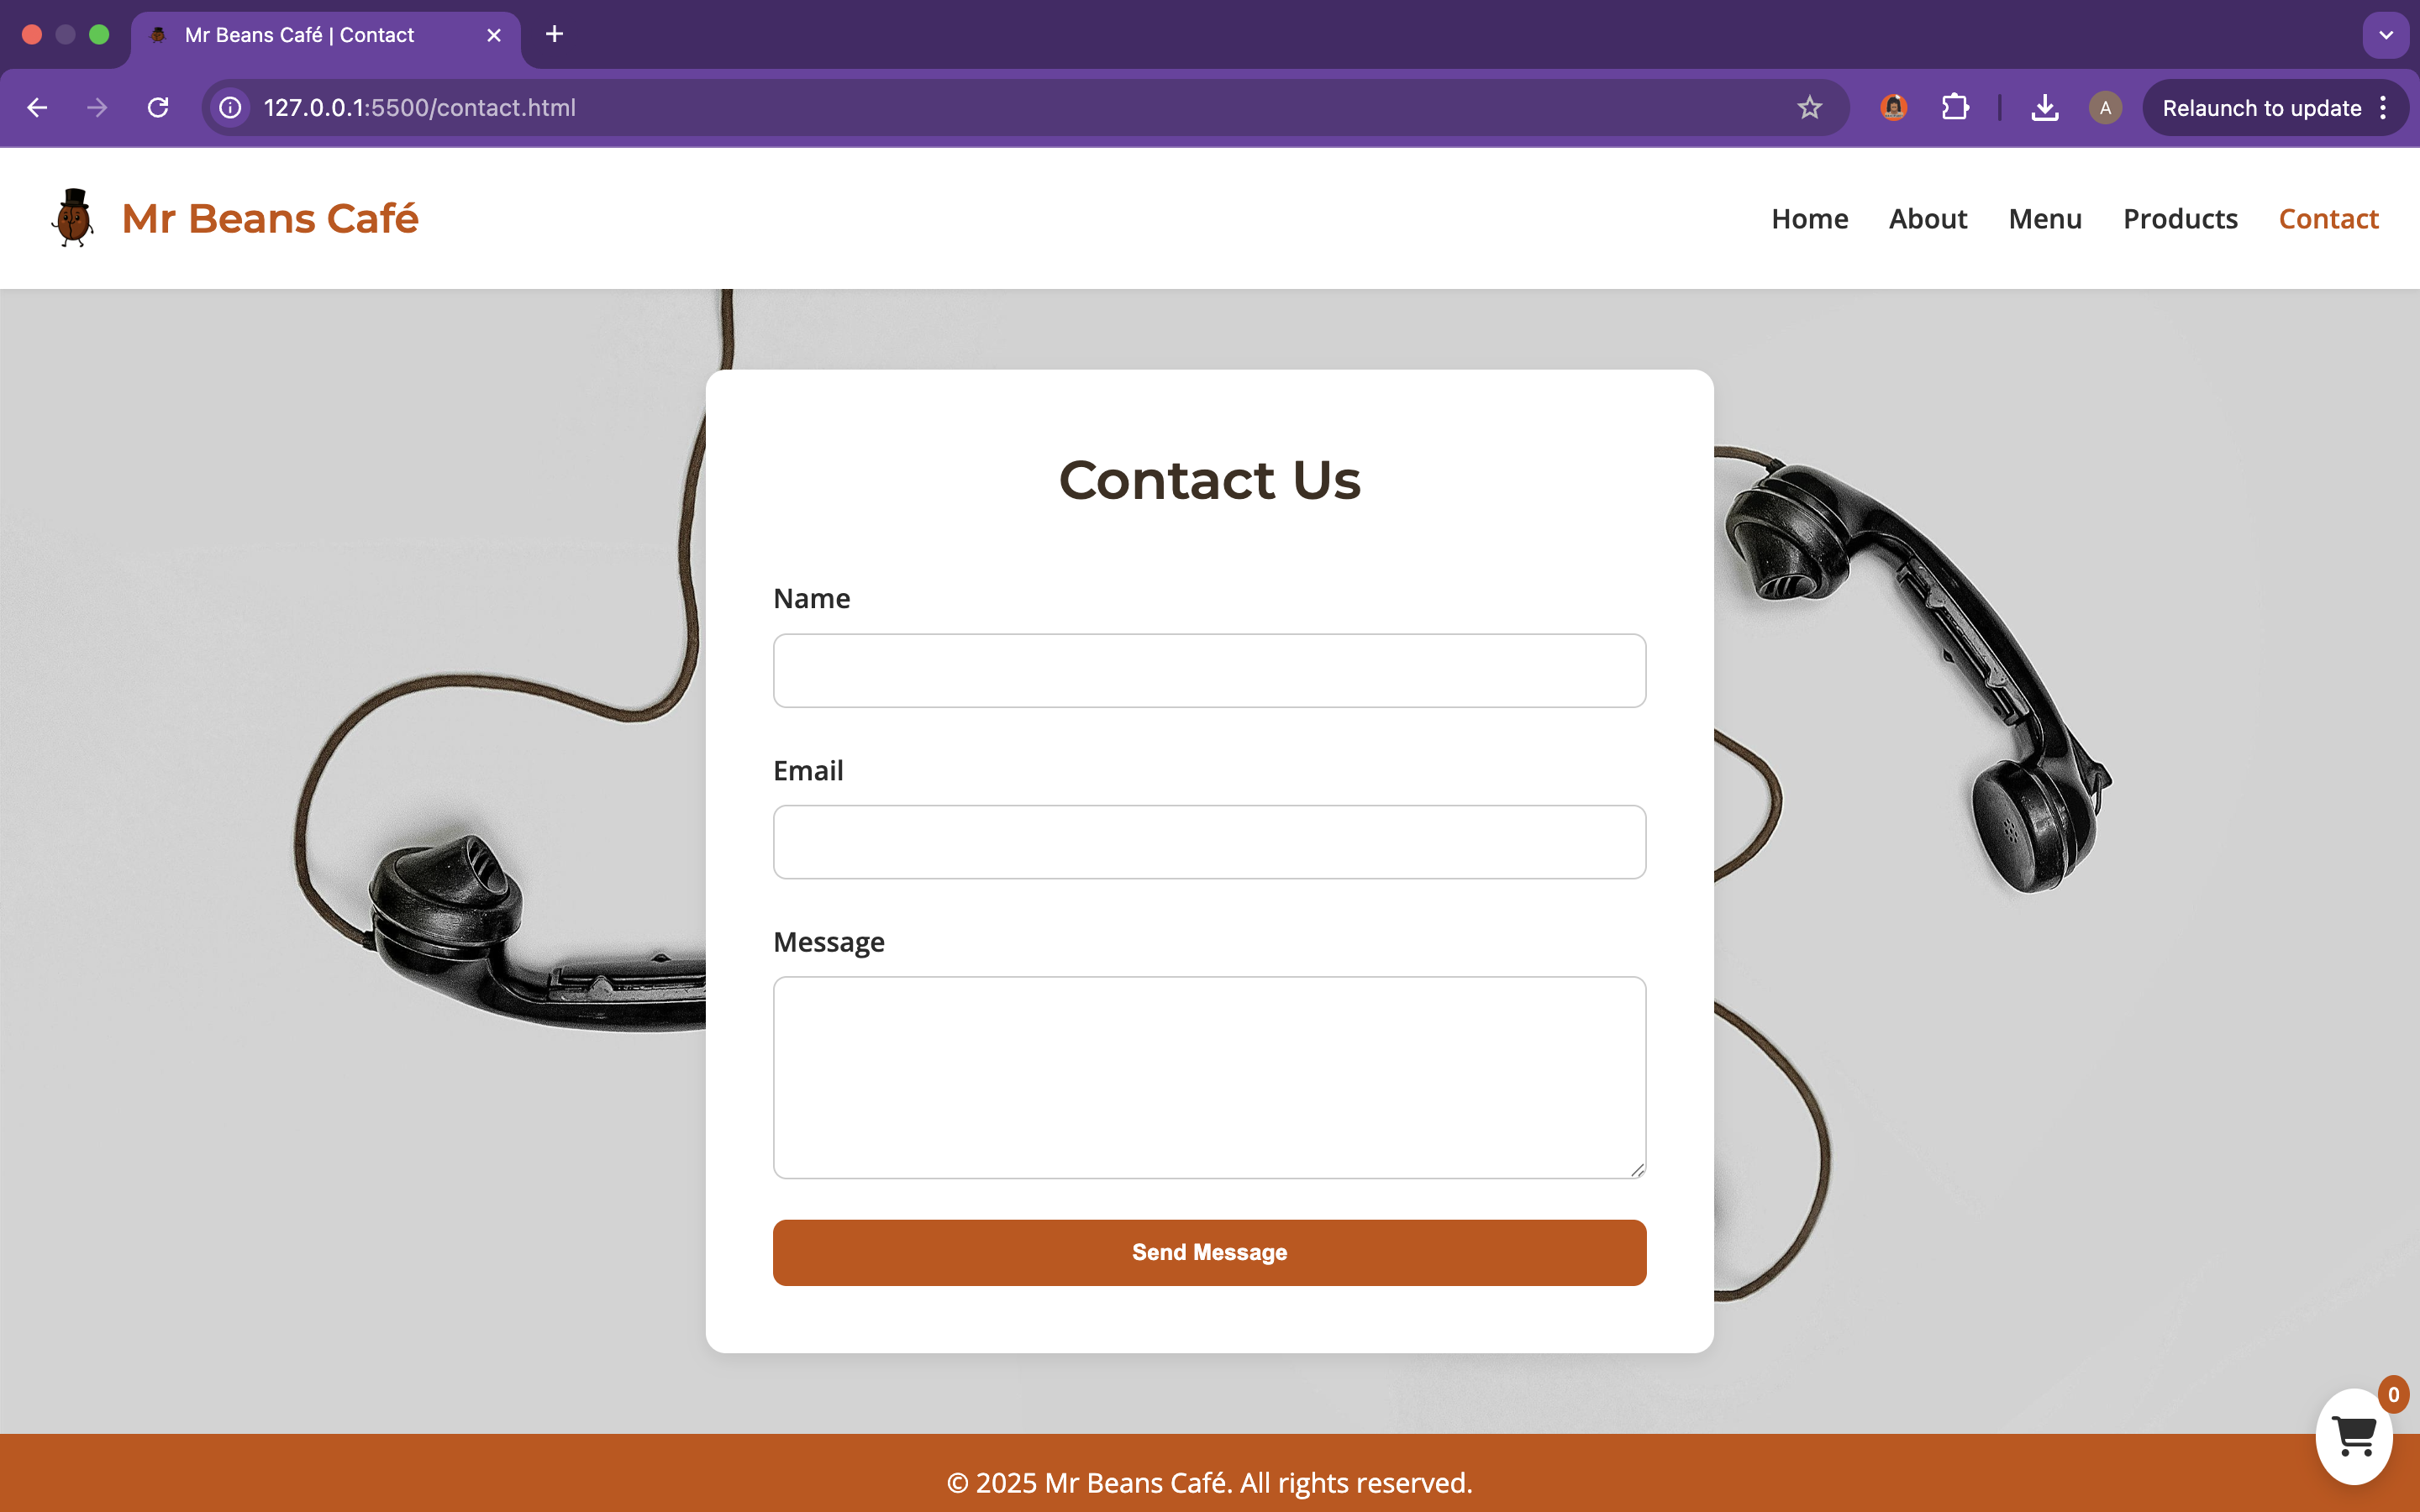 Mr Beans Café | Contact
127.0.0.1:5500/contact.html
A
Relaunch to update
Mr Beans Café
Home
About
Menu
Products
Contact
Contact Us
Name
Email
Message
Send Message
0
© 2025 Mr Beans Café. All rights reserved.